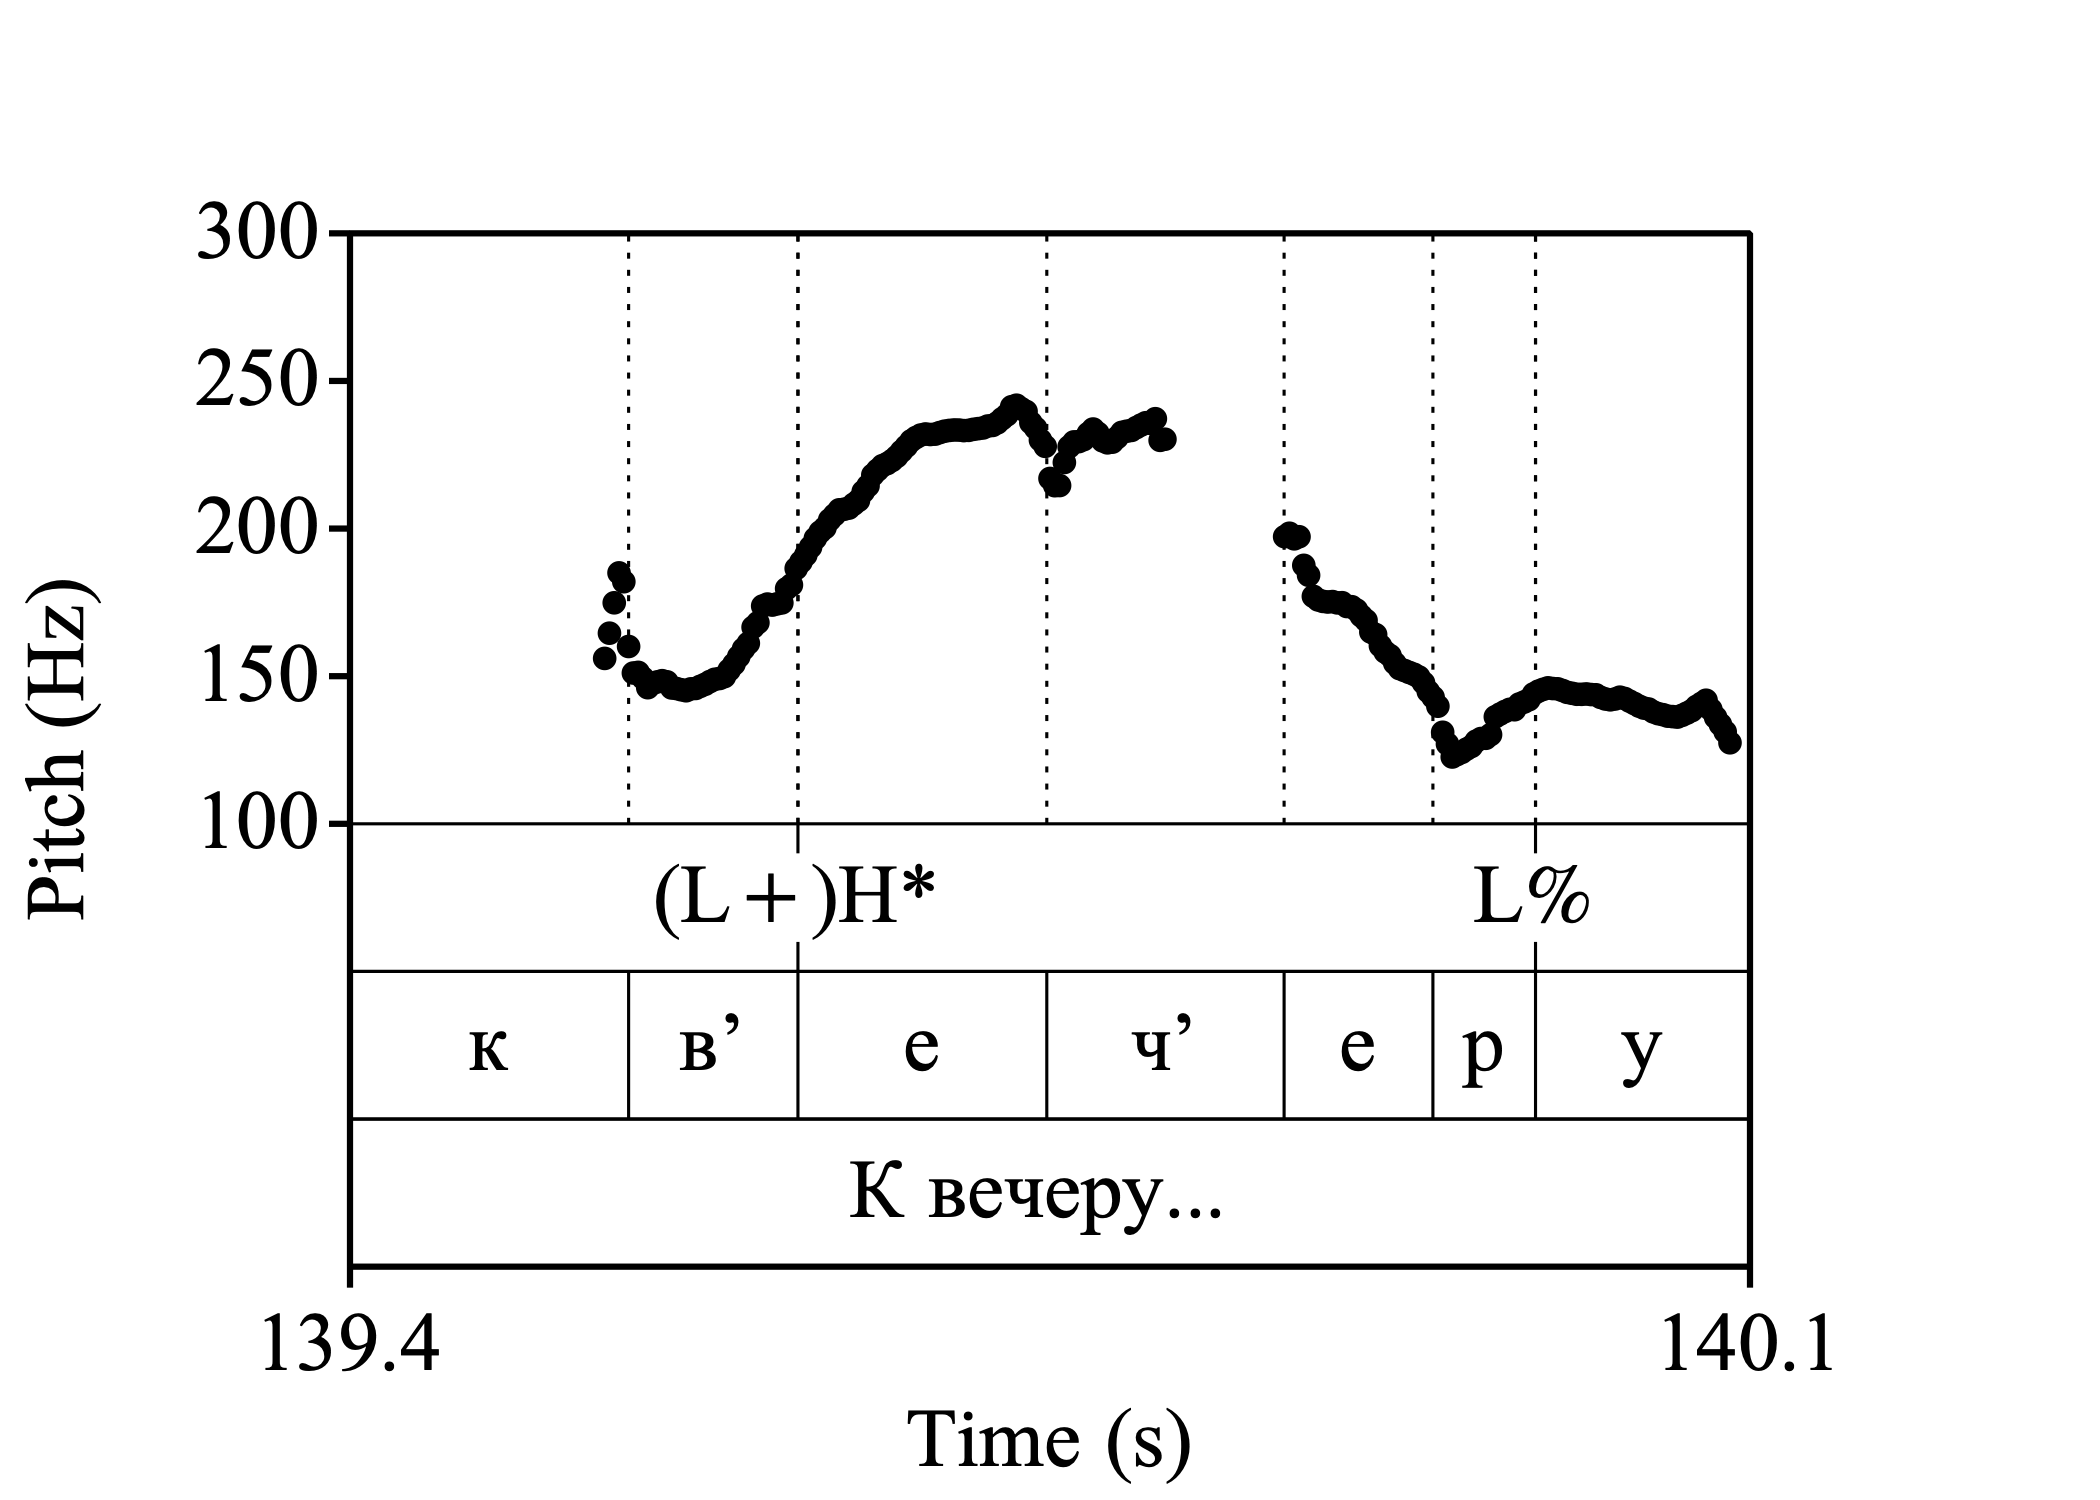 300
250
200
150
100
Pitch (Hz)
(L+)H* L%
к в’ е ч’ е р у
К вечеру...
139.4 140.1
Time (s)